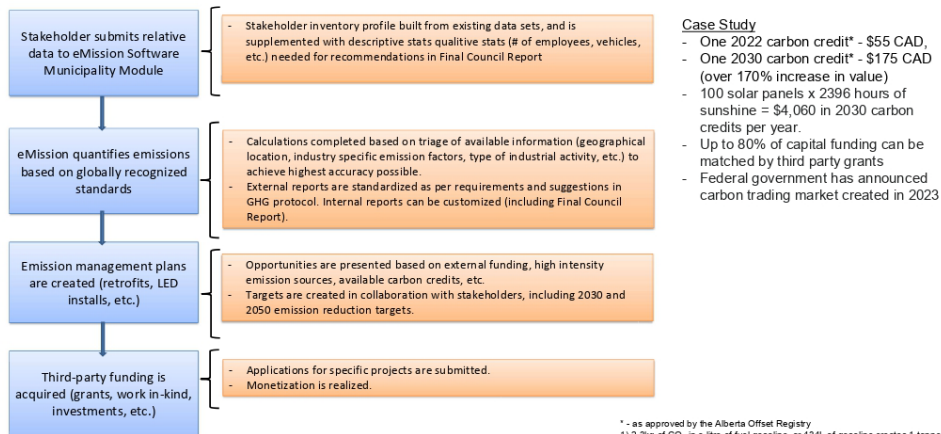 Stakeholder submits relative
data to eMission Software
Municipality Module
- Stakeholder inventory profile built from existing data sets, and is
supplemented with descriptive stats qualitive stats (# of employees, vehicles,
etc.) needed for recommendations in Final Council Report
eMission quantifies emissions
based on globally recognized
standards
- Calculations completed based on triage of available information (geographical
location, industry specific emission factors, type of industrial activity, etc.) to
achieve highest accuracy possible.
- External reports are standardized as per requirements and suggestions in
GHG protocol. Internal reports can be customized (including Final Council
Report).
Emission management plans
are created (retrofits, LED
installs, etc.)
- Opportunities are presented based on external funding, high intensity
emission sources, available carbon credits, etc.
- Targets are created in collaboration with stakeholders, including 2030 and
2050 emission reduction targets.
Third-party funding is
acquired (grants, work in-kind,
investments, etc.)
- Applications for specific projects are submitted.
- Monetization is realized.
Case Study
- One 2022 carbon credit* - $55 CAD,
- One 2030 carbon credit* - $175 CAD
(over 170% increase in value)
- 100 solar panels x 2396 hours of
sunshine = $4,060 in 2030 carbon
credits per year.
- Up to 80% of capital funding can be
matched by third party grants
- Federal government has announced
carbon trading market created in 2023
* - as approved by the Alberta Offset Registry